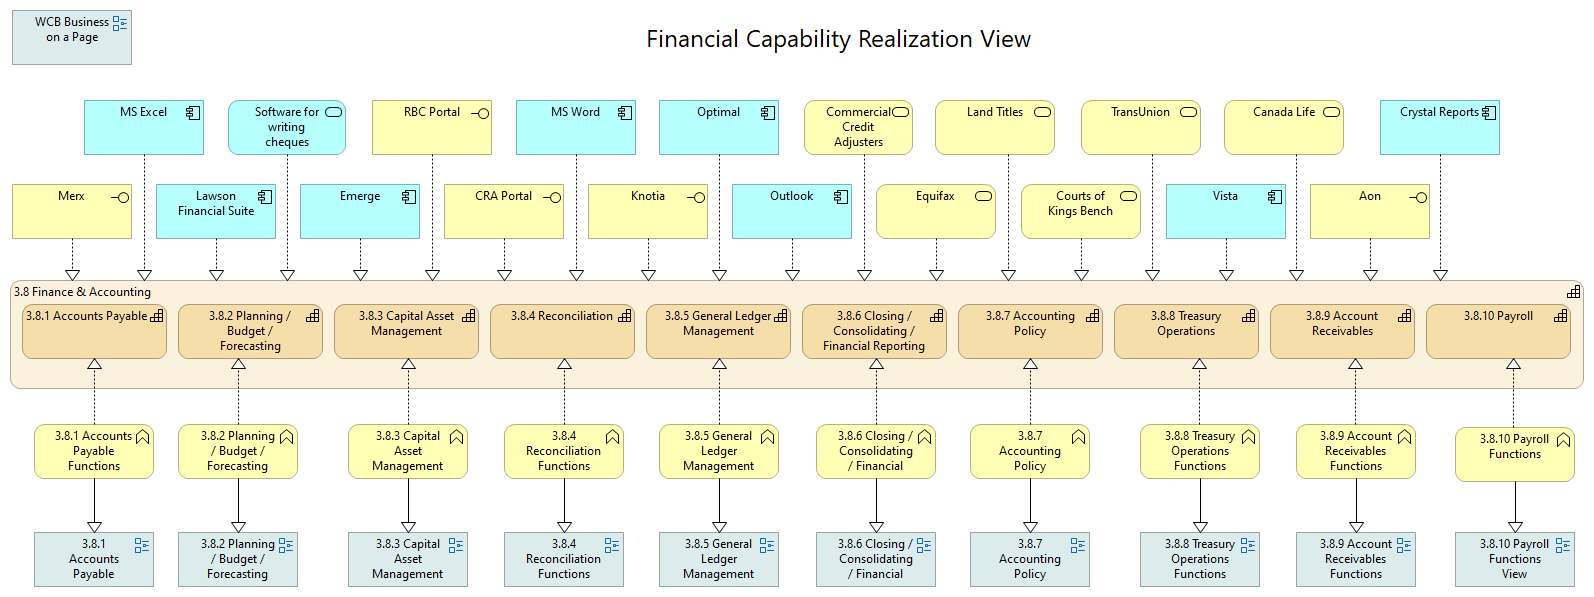 WCB Business
on a Page
Financial Capability Realization View
MS Excel
Software for
writing
cheques
RBC Portal
MS Word
Optimal
Commercial
Credit
Adjusters
Land Titles
TransUnion
Canada Life
Crystal Reports
Merx
Lawson
Financial Suite
Emerge
CRA Portal
Knotia
Outlook
Equifax
Courts of
Kings Bench
Vista
Aon
3.8 Finance & Accounting
3.8.1 Accounts Payable
3.8.2 Planning /
Budget /
Forecasting
3.8.3 Capital Asset
Management
3.8.4 Reconciliation
3.8.5 General Ledger
Management
3.8.6 Closing /
Consolidating /
Financial Reporting
3.8.7 Accounting
Policy
3.8.8 Treasury
Operations
3.8.9 Account
Receivables
3.8.10 Payroll
3.8.1 Accounts
Payable
Functions
3.8.2 Planning
/ Budget /
Forecasting
3.8.3 Capital
Asset
Management
3.8.4
Reconciliation
Functions
3.8.5 General
Ledger
Management
3.8.6 Closing /
Consolidating
/ Financial
3.8.7
Accounting
Policy
3.8.8 Treasury
Operations
Functions
3.8.9 Account
Receivables
Functions
3.8.10 Payroll
Functions
3.8.1
Accounts
Payable
3.8.2 Planning
/ Budget /
Forecasting
3.8.3 Capital
Asset
Management
3.8.4
Reconciliation
Functions
3.8.5 General
Ledger
Management
3.8.6 Closing /
Consolidating
/ Financial
3.8.7
Accounting
Policy
3.8.8 Treasury
Operations
Functions
3.8.9 Account
Receivables
Functions
3.8.10 Payroll
Functions
View